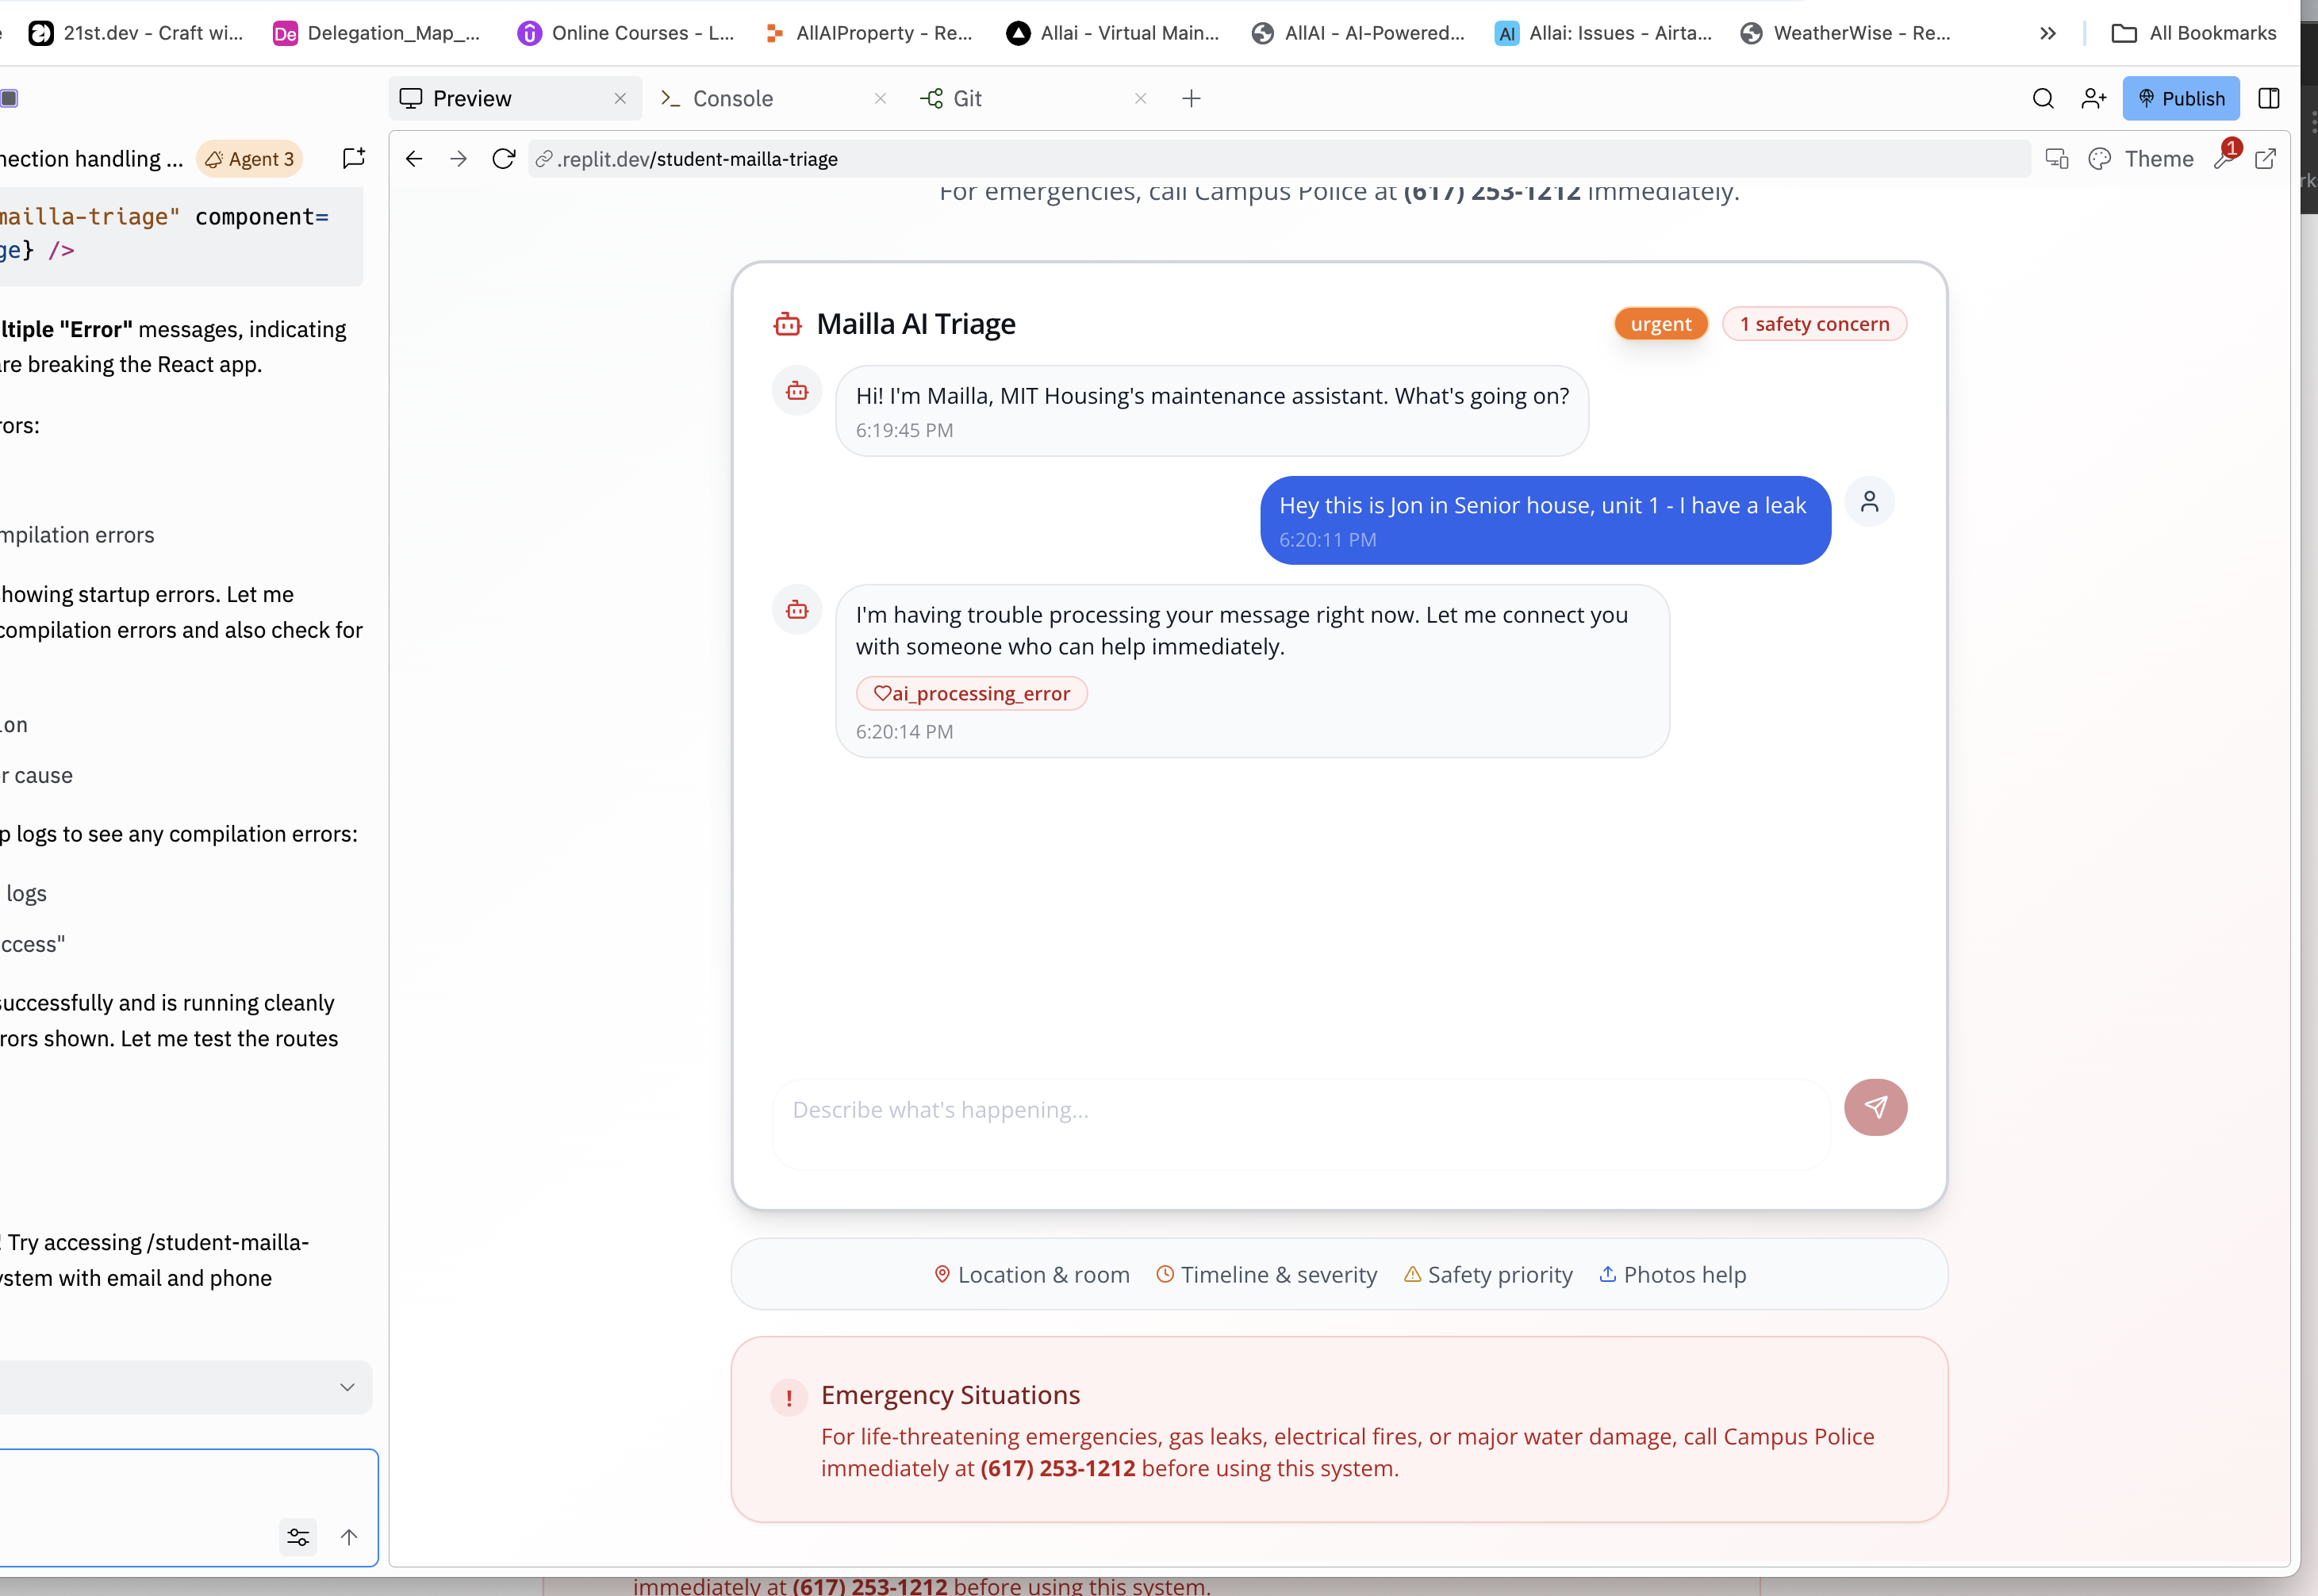 21st.dev - Craft wi...
De
Delegation_Map_...
Online Courses - L...
AllAIProperty - Re...
Allai - Virtual Main...
AllAI - AI-Powered...
AI
Allai: Issues - Airta...
WeatherWise - Re...
All Bookmarks
Preview
Console
Git
Publish
nection handling ...
Agent 3
.replit.dev/student-mailla-triage
Theme
1
mailla-triage" component=
ge} />
ltiple "Error" messages, indicating
are breaking the React app.
rors:
mpilation errors
howing startup errors. Let me
compilation errors and also check for
ion
r cause
p logs to see any compilation errors:
logs
ccess"
successfully and is running cleanly
rrors shown. Let me test the routes
! Try accessing /student-mailla-
ystem with email and phone
For emergencies, call Campus Police at (617) 253-1212 immediately.
Mailla AI Triage
urgent
1 safety concern
Hi! I'm Mailla, MIT Housing's maintenance assistant. What's going on?
6:19:45 PM
Hey this is Jon in Senior house, unit 1 - I have a leak
6:20:11 PM
I'm having trouble processing your message right now. Let me connect you
with someone who can help immediately.
ai_processing_error
6:20:14 PM
Describe what's happening...
Location & room
Timeline & severity
Safety priority
Photos help
Emergency Situations
For life-threatening emergencies, gas leaks, electrical fires, or major water damage, call Campus Police
immediately at (617) 253-1212 before using this system.
immediately at (617) 253-1212 before using this system.